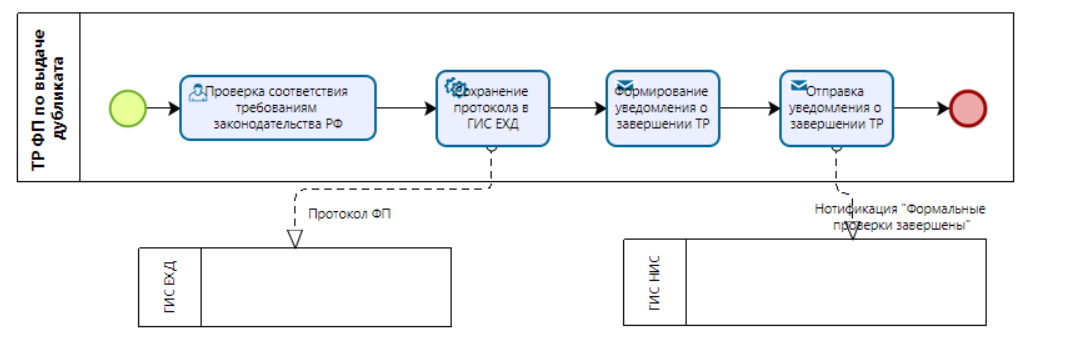 ТР ФП по выдаче
дубликата
Проверка соответствия
требованиям
законодательства РФ
Сохранение
протокола в
ГИС ЕХД
Формирование
уведомления о
завершении ТР
Отправка
уведомления о
завершении ТР
Протокол ФП
Нотификация "Формальные
проверки завершены"
ГИС ЕХД
ГИС НИС